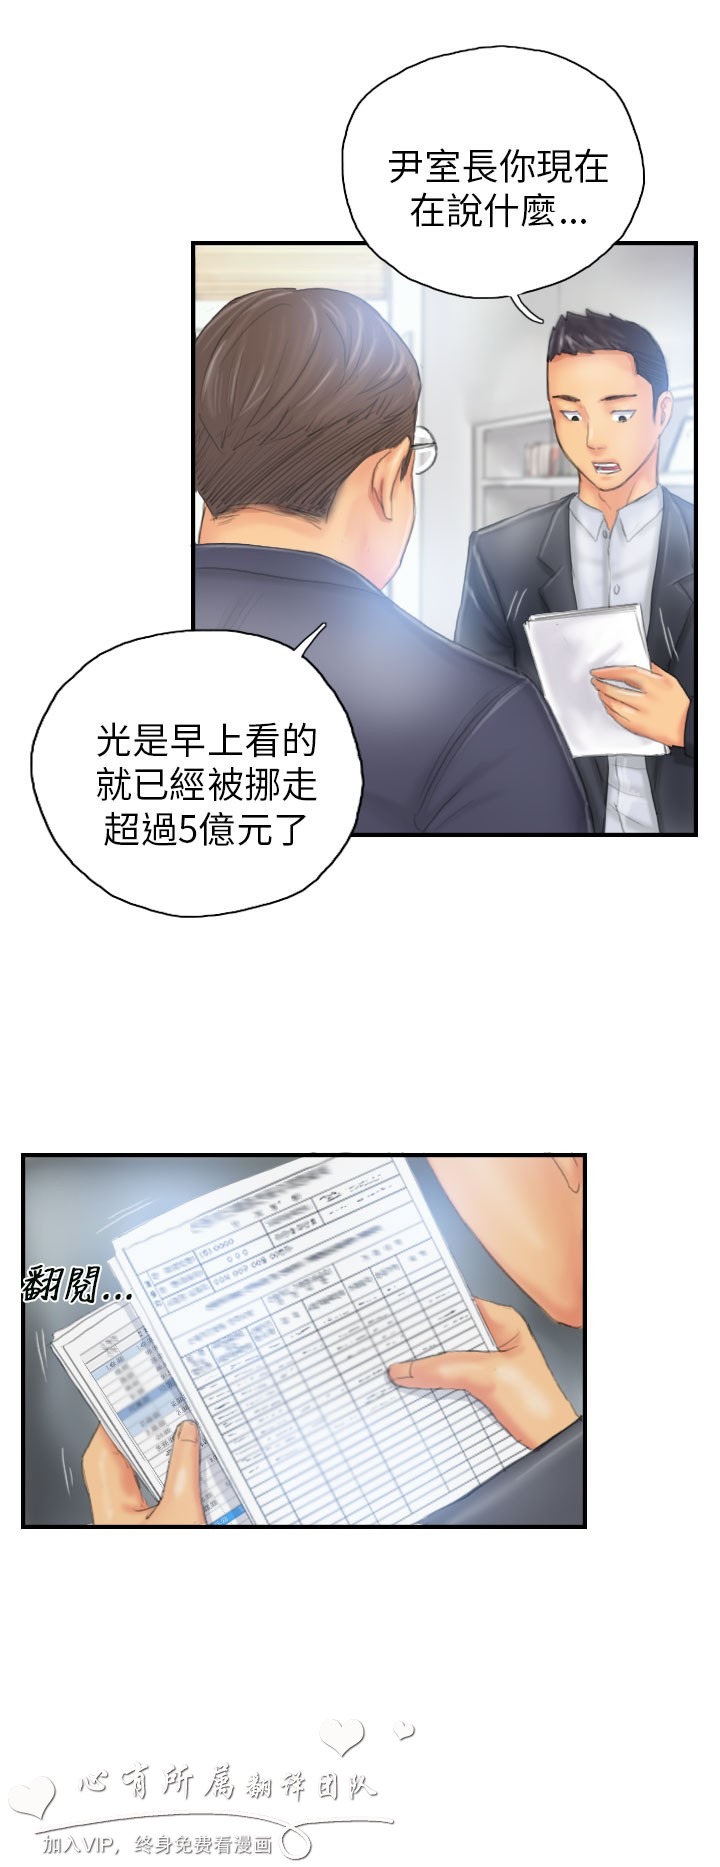 尹室長你現在
在說什麼...
光是早上看的
就已經被挪走
超過5億元了
翻閱...
心有所属翻译团队
加入VIP，终身免费看漫画